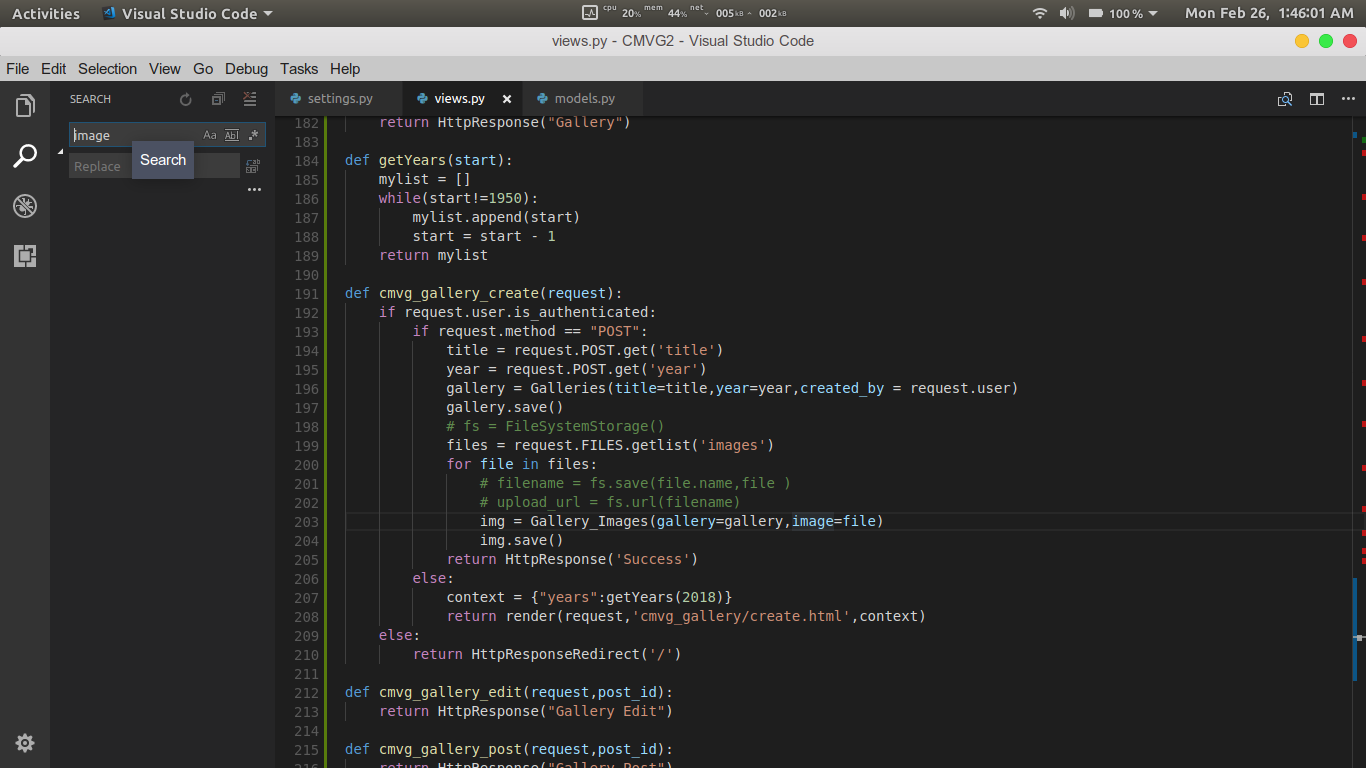 Activities Visual Studio Code cpu 20% mem 44% net 005kB 002kB 100% Mon Feb 26, 1:46:01 AM
views.py - CMVG2 - Visual Studio Code
File Edit Selection View Go Debug Tasks Help
SEARCH
image Aa Abl .*
Replace
Search
settings.py views.py models.py
182 return HttpResponse("Gallery")
183
184 def getYears(start):
185 mylist = []
186 while(start!=1950):
187 mylist.append(start)
188 start = start - 1
189 return mylist
190
191 def cmvg_gallery_create(request):
192 if request.user.is_authenticated:
193 if request.method == "POST":
194 title = request.POST.get('title')
195 year = request.POST.get('year')
196 gallery = Galleries(title=title,year=year,created_by = request.user)
197 gallery.save()
198 # fs = FileSystemStorage()
199 files = request.FILES.getlist('images')
200 for file in files:
201 # filename = fs.save(file.name,file )
202 # upload_url = fs.url(filename)
203 img = Gallery_Images(gallery=gallery,image=file)
204 img.save()
205 return HttpResponse('Success')
206 else:
207 context = {"years":getYears(2018)}
208 return render(request,'cmvg_gallery/create.html',context)
209 else:
210 return HttpResponseRedirect('/')
211
212 def cmvg_gallery_edit(request,post_id):
213 return HttpResponse("Gallery Edit")
214
215 def cmvg_gallery_post(request,post_id):
216 return HttpResponse("Gallery Post")